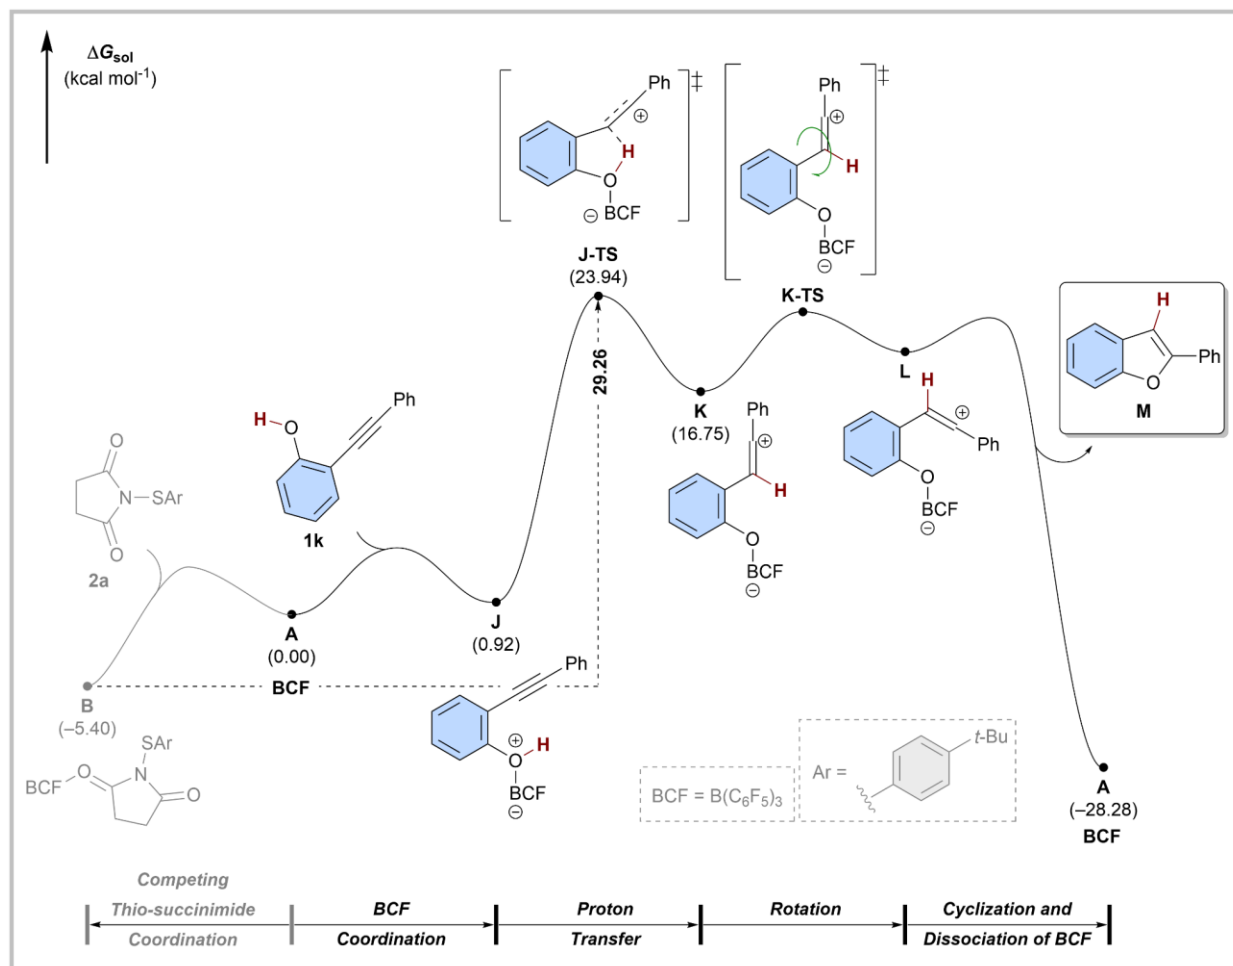 ΔG_sol
(kcal mol⁻¹)
Ph
‡
⊕
H
O
BCF
⊖
J-TS
(23.94)
Ph
‡
⊕
H
O
BCF
⊖
K-TS
29.26
H
O
Ph
1k
O
N–SAr
O
2a
K
(16.75)
Ph
⊕
H
O
BCF
⊖
L
H
⊕
Ph
O
BCF
⊖
H
Ph
O
M
B
(–5.40)
SAr
BCF
O
N
O
A
(0.00)
BCF
J
(0.92)
Ph
⊕
H
O
BCF
⊖
BCF = B(C₆F₅)₃
Ar =
t-Bu
A
(–28.28)
BCF
Competing
Thio-succinimide
Coordination
BCF
Coordination
Proton
Transfer
Rotation
Cyclization and
Dissociation of BCF